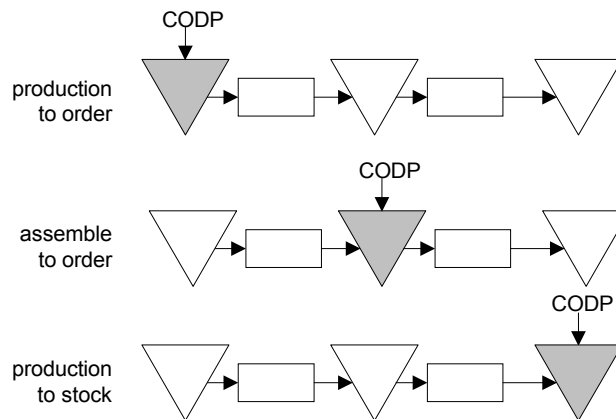 CODP
production
to order
CODP
assemble
to order
CODP
production
to stock